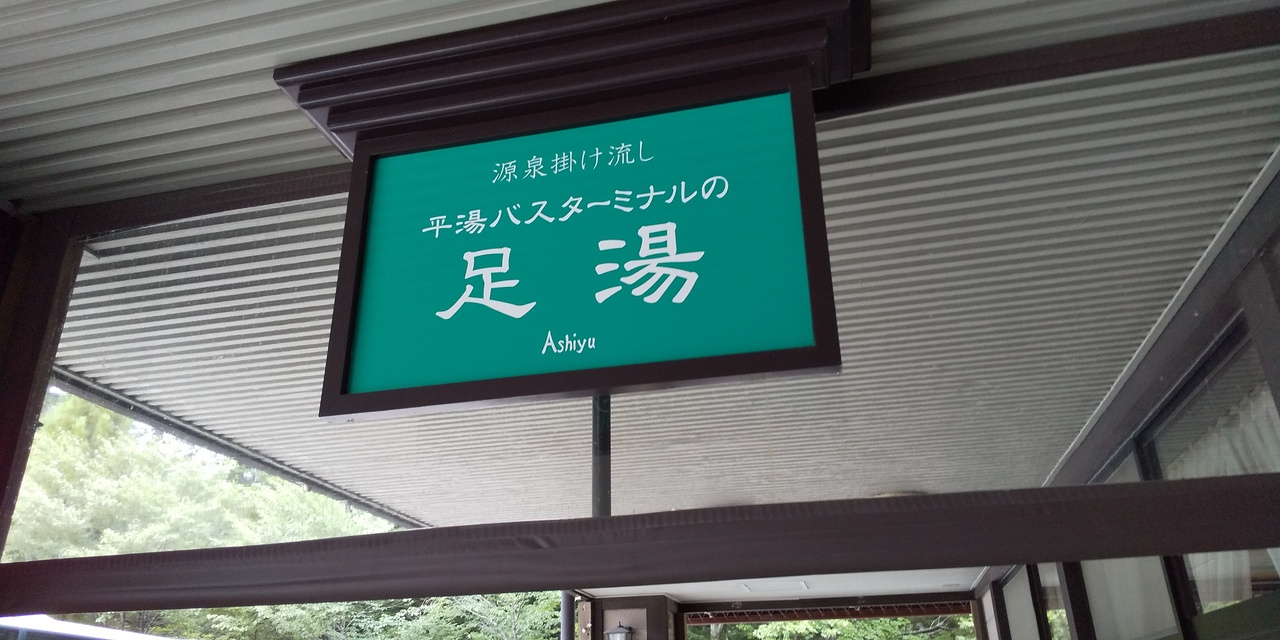 源泉掛け流し
平湯バスターミナルの
足湯
Ashiyu